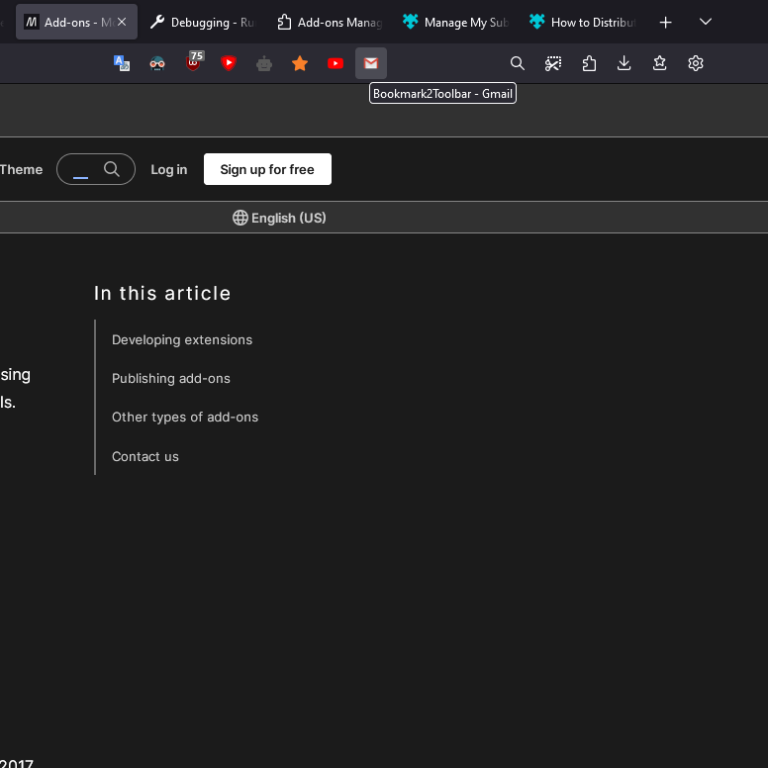 Add-ons - M
Debugging - Ru
Add-ons Manag
Manage My Sub
How to Distribut
75
Bookmark2Toolbar - Gmail
Theme
Log in
Sign up for free
English (US)
In this article
Developing extensions
sing
Publishing add-ons
ls.
Other types of add-ons
Contact us
2017